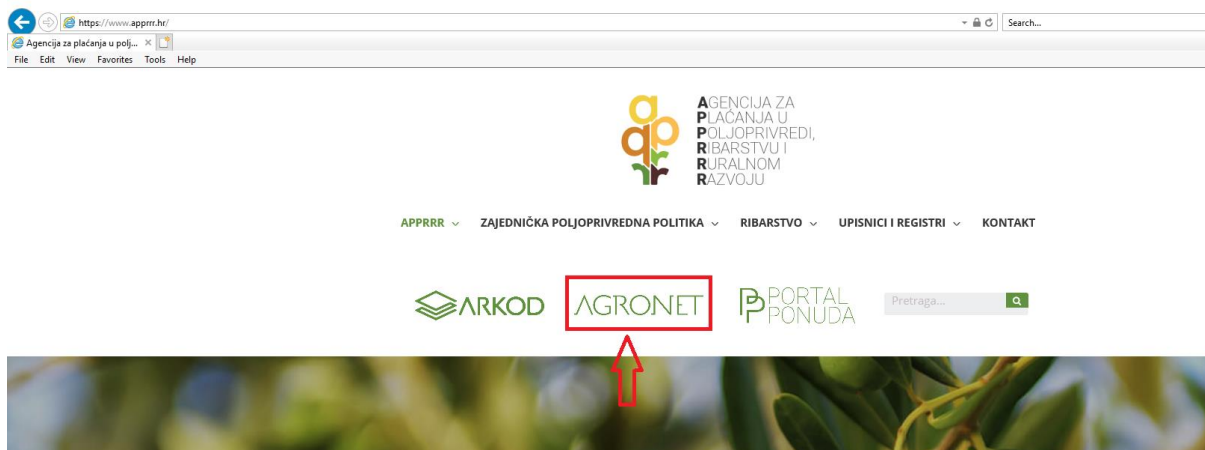 https://www.apprrr.hr/
Search...
Agencija za plaćanja u polj...
File Edit View Favorites Tools Help
AGENCIJA ZA
PLAĆANJA U
POLJOPRIVREDI,
RIBARSTVU I
RURALNOM
RAZVOJU
APPRRR ZAJEDNIČKA POLJOPRIVREDNA POLITIKA RIBARSTVO UPISNICI I REGISTRI KONTAKT
ARKOD AGRONET PORTAL PONUDA Pretraga...